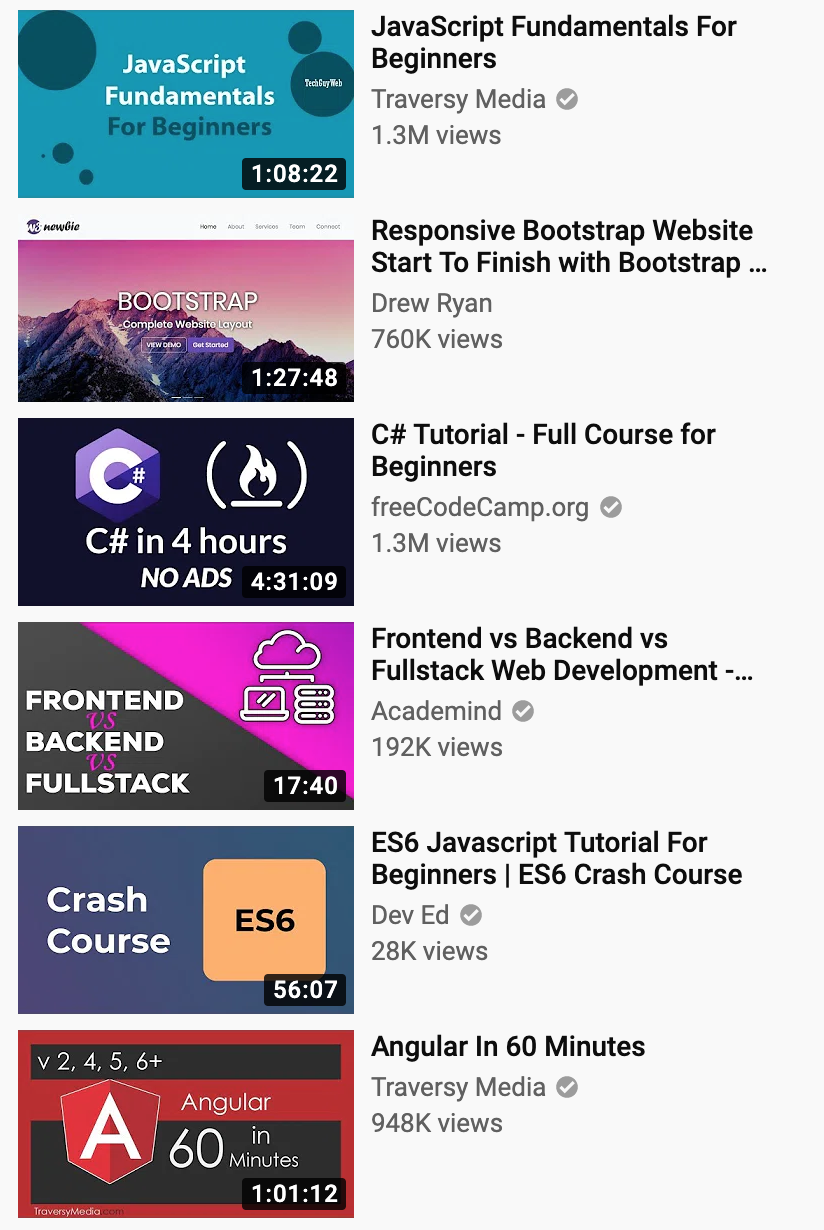 JavaScript
Fundamentals
For Beginners
TechGuyWeb
1:08:22
JavaScript Fundamentals For
Beginners
Traversy Media
1.3M views
w3 newbie
Home About Services Team Connect
BOOTSTRAP
Complete Website Layout
VIEW DEMO Get Started
1:27:48
Responsive Bootstrap Website
Start To Finish with Bootstrap ...
Drew Ryan
760K views
C#
C# in 4 hours
NO ADS
4:31:09
C# Tutorial - Full Course for
Beginners
freeCodeCamp.org
1.3M views
FRONTEND
VS
BACKEND
VS
FULLSTACK
17:40
Frontend vs Backend vs
Fullstack Web Development -...
Academind
192K views
Crash
Course
ES6
56:07
ES6 Javascript Tutorial For
Beginners | ES6 Crash Course
Dev Ed
28K views
v 2, 4, 5, 6+
A
Angular
60 in
Minutes
TraversyMedia.com
1:01:12
Angular In 60 Minutes
Traversy Media
948K views